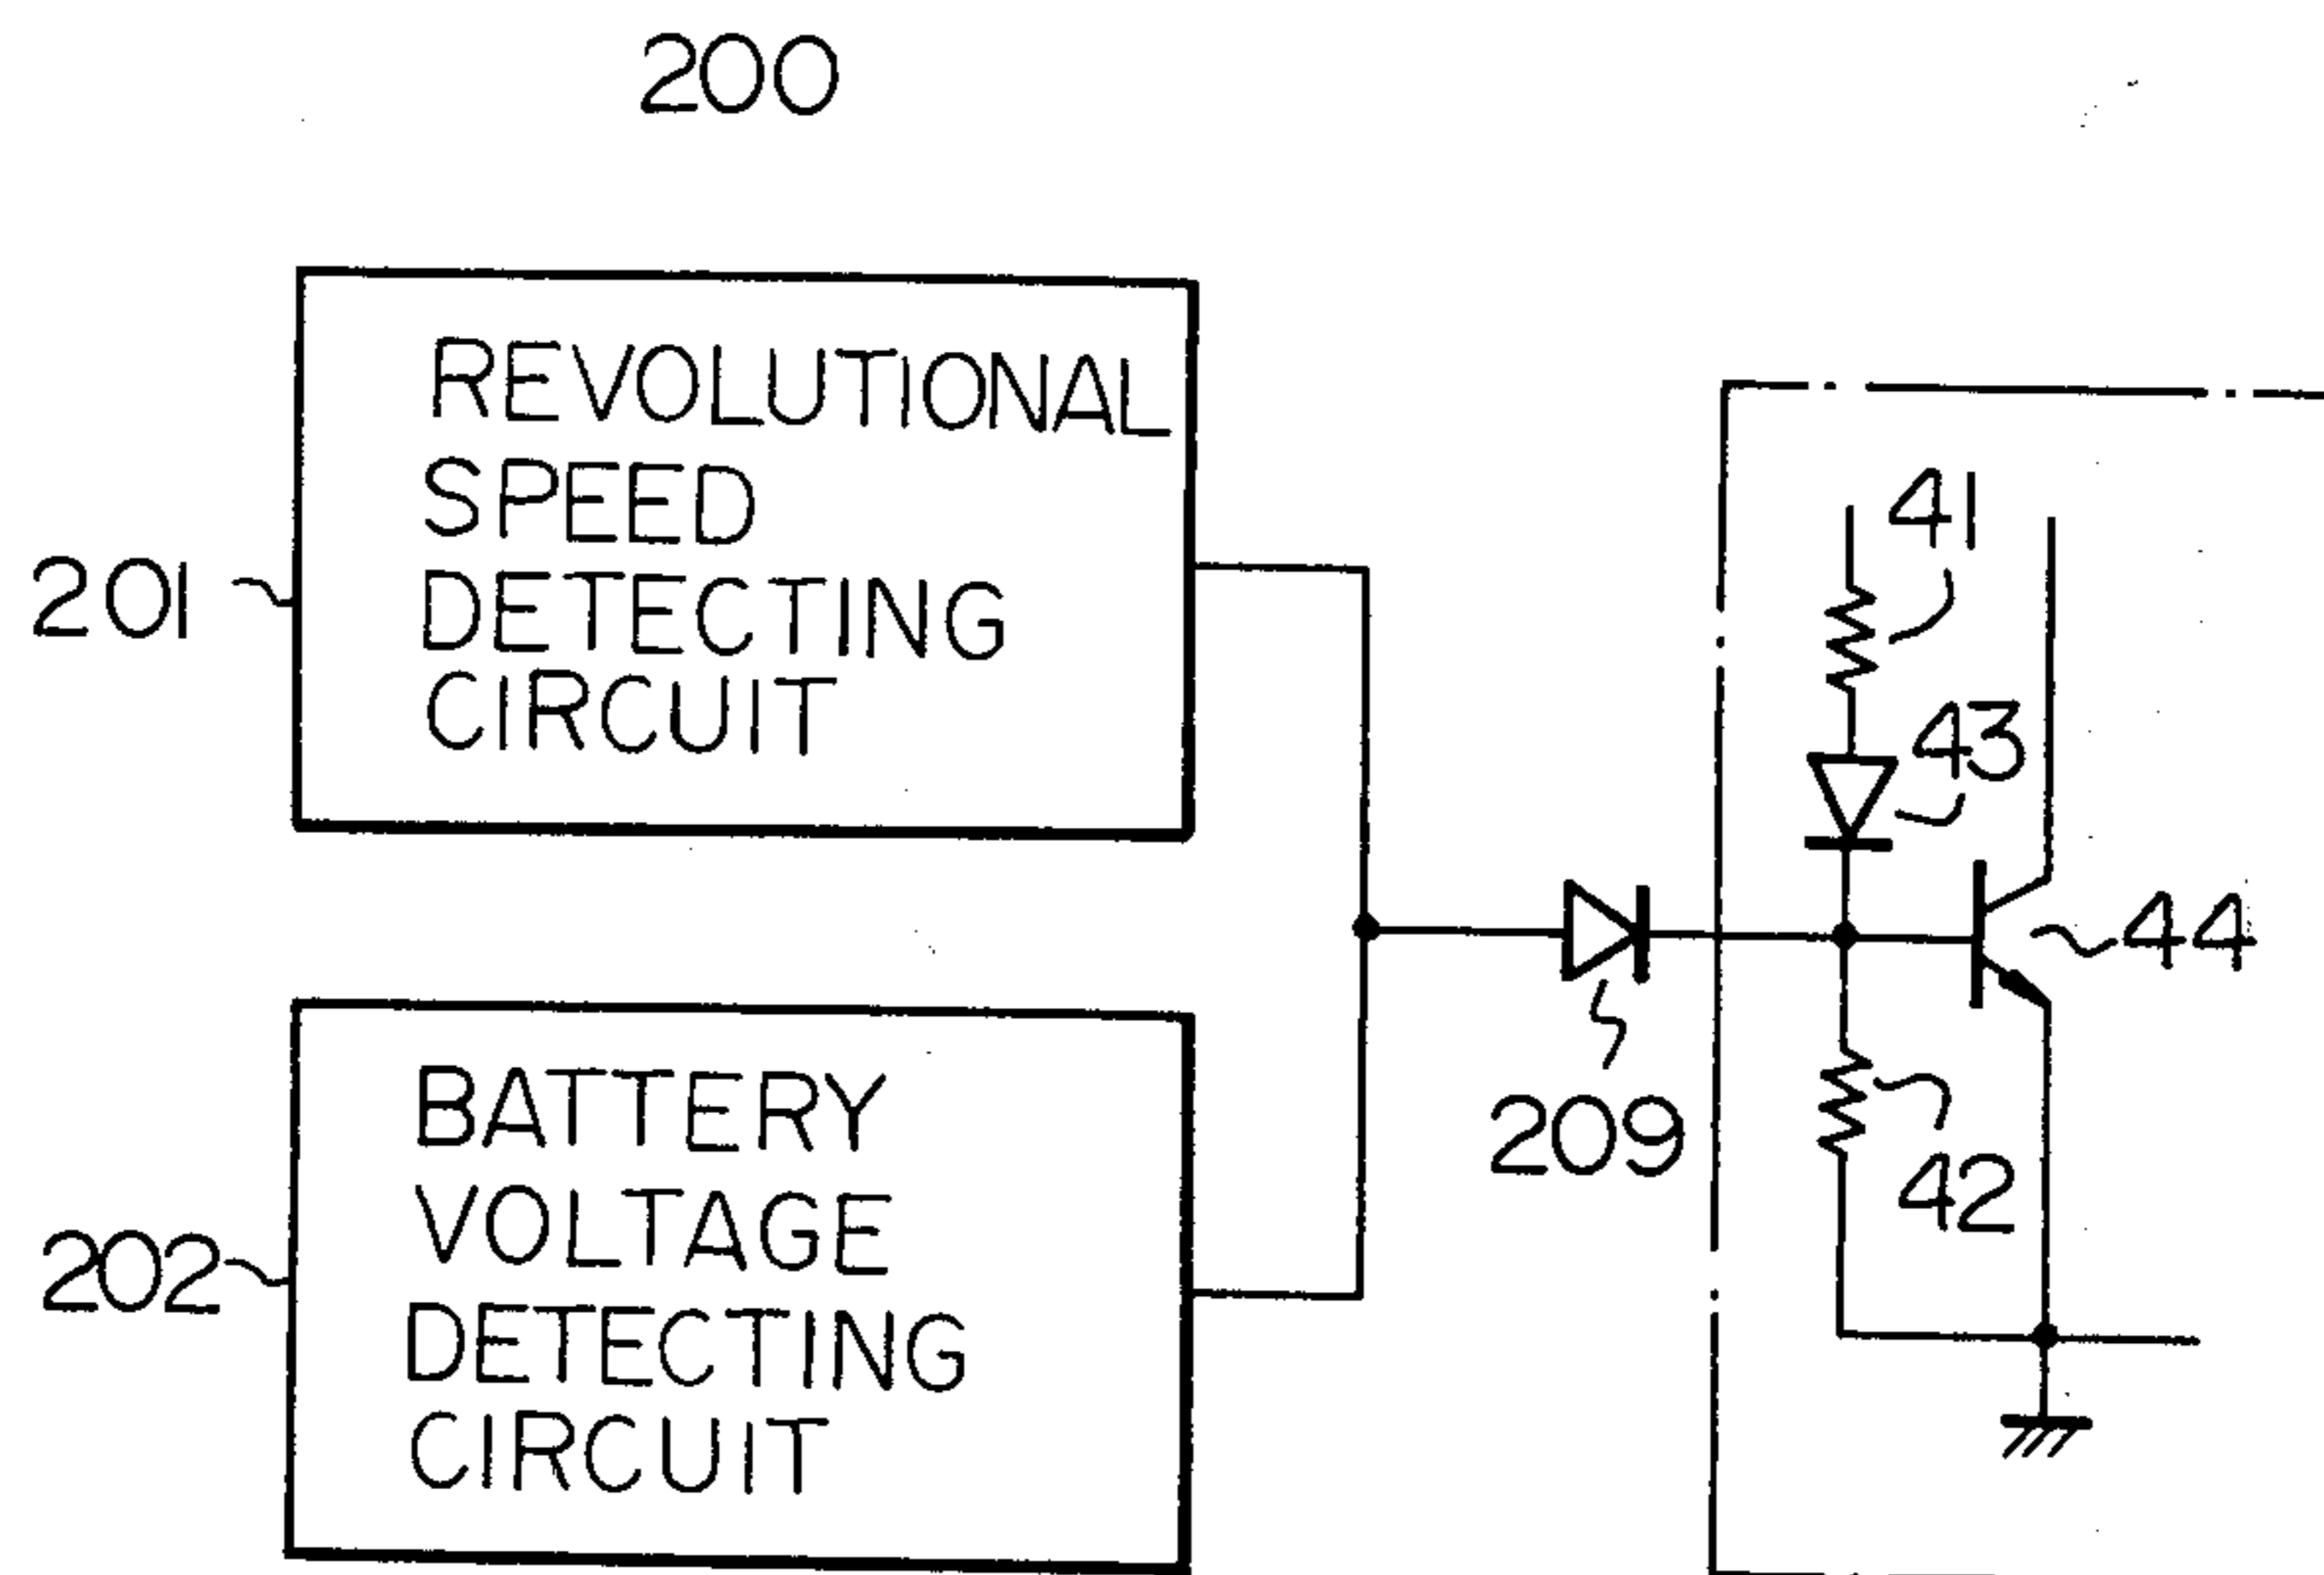 200
REVOLUTIONAL
SPEED
DETECTING
CIRCUIT
201
41
43
44
209
42
BATTERY
VOLTAGE
DETECTING
CIRCUIT
202